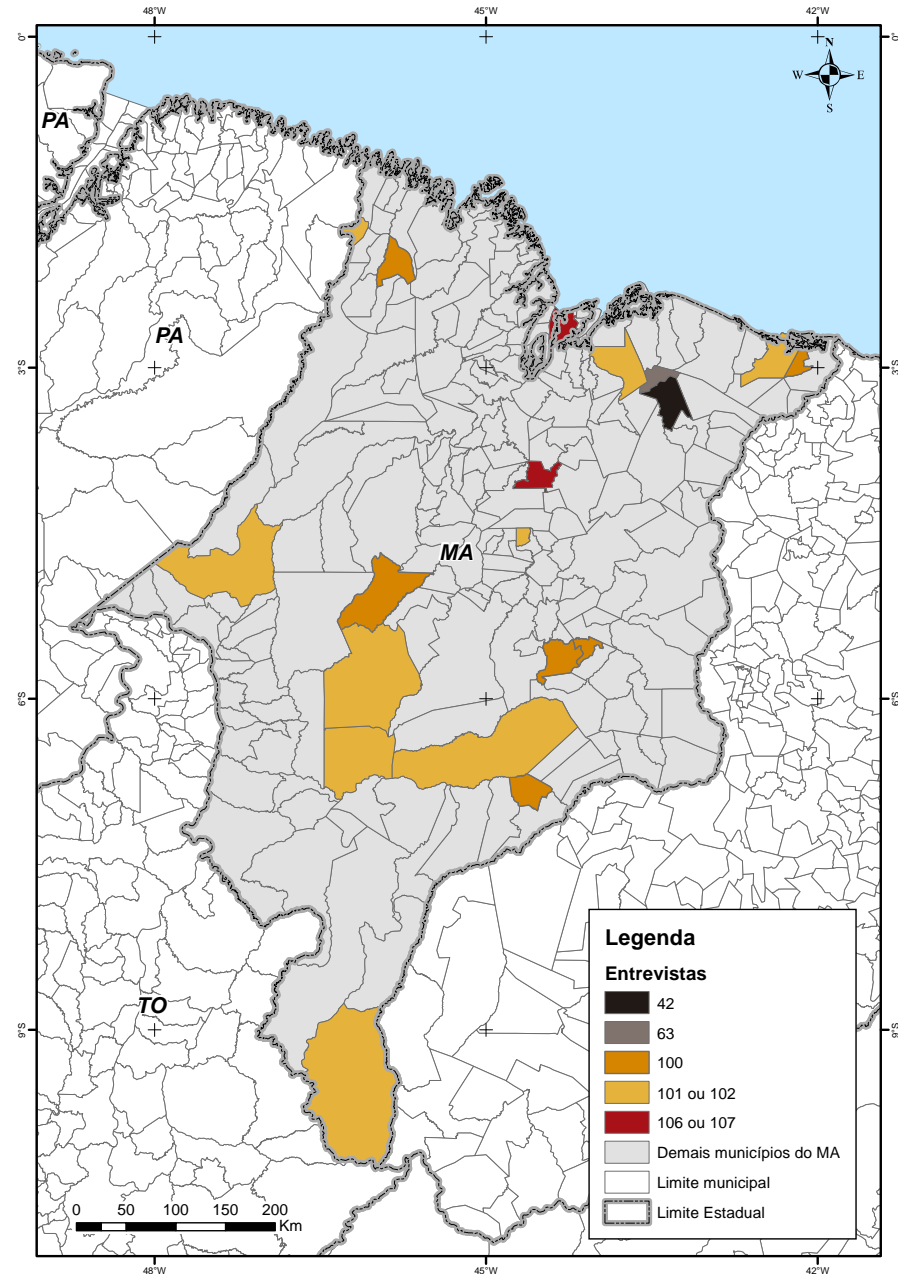 48°W 45°W 42°W
0° 0°
N
W E
S
PA
PA
3°S 3°S
MA
6°S 6°S
Legenda
Entrevistas
42
63
100
101 ou 102
106 ou 107
Demais municípios do MA
Limite municipal
Limite Estadual
TO
9°S 9°S
0 50 100 150 200
Km
48°W 45°W 42°W